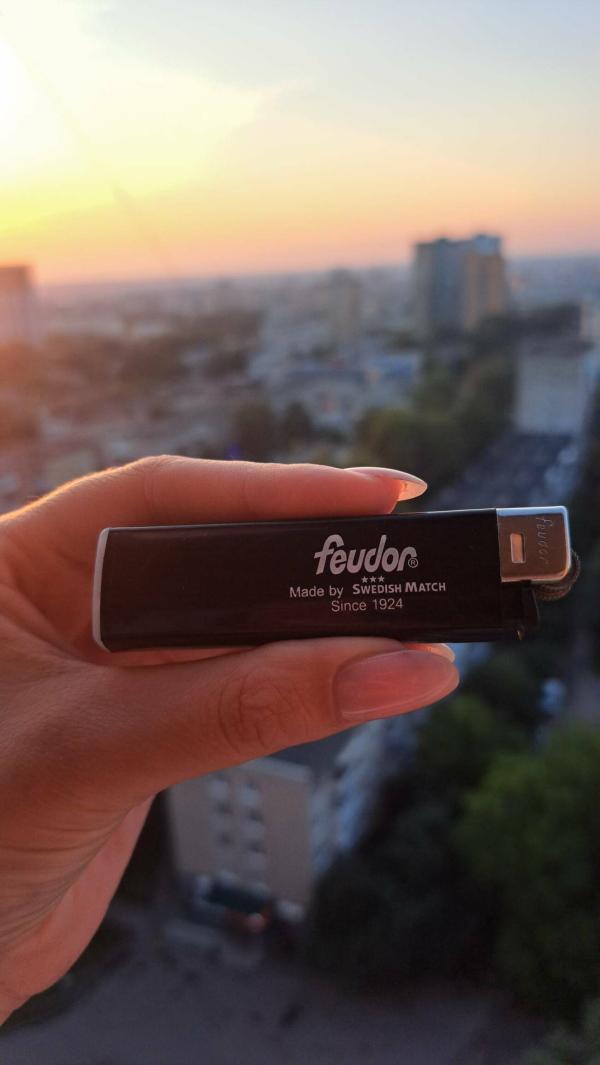 feudor®
★★★
Made by SWEDISH MATCH
Since 1924
feudor